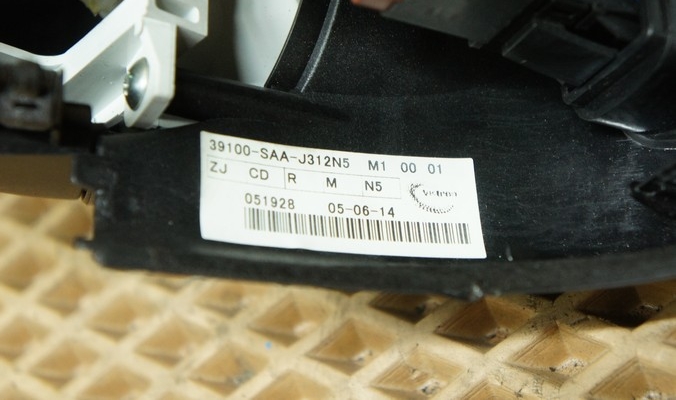 39100-SAA-J312N5 M1 00 01
ZJ CD R M N5
051928 05-06-14